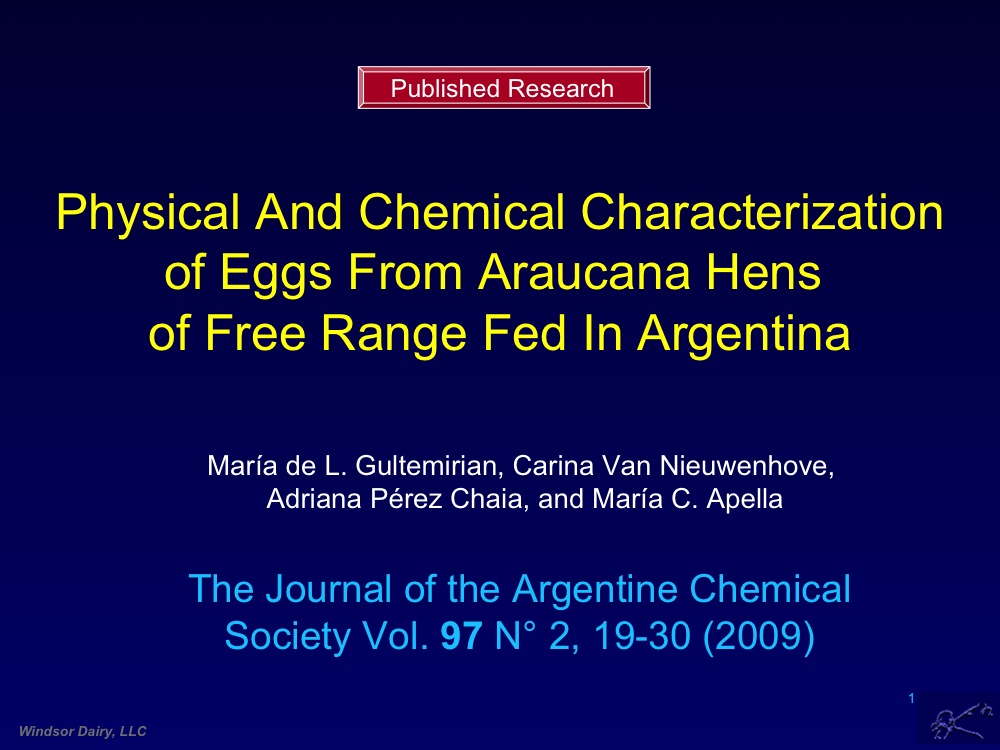 Published Research
Physical And Chemical Characterization
of Eggs From Araucana Hens
of Free Range Fed In Argentina
María de L. Gultemirian, Carina Van Nieuwenhove,
Adriana Pérez Chaia, and María C. Apella
The Journal of the Argentine Chemical
Society Vol. 97 N° 2, 19-30 (2009)
1
Windsor Dairy, LLC